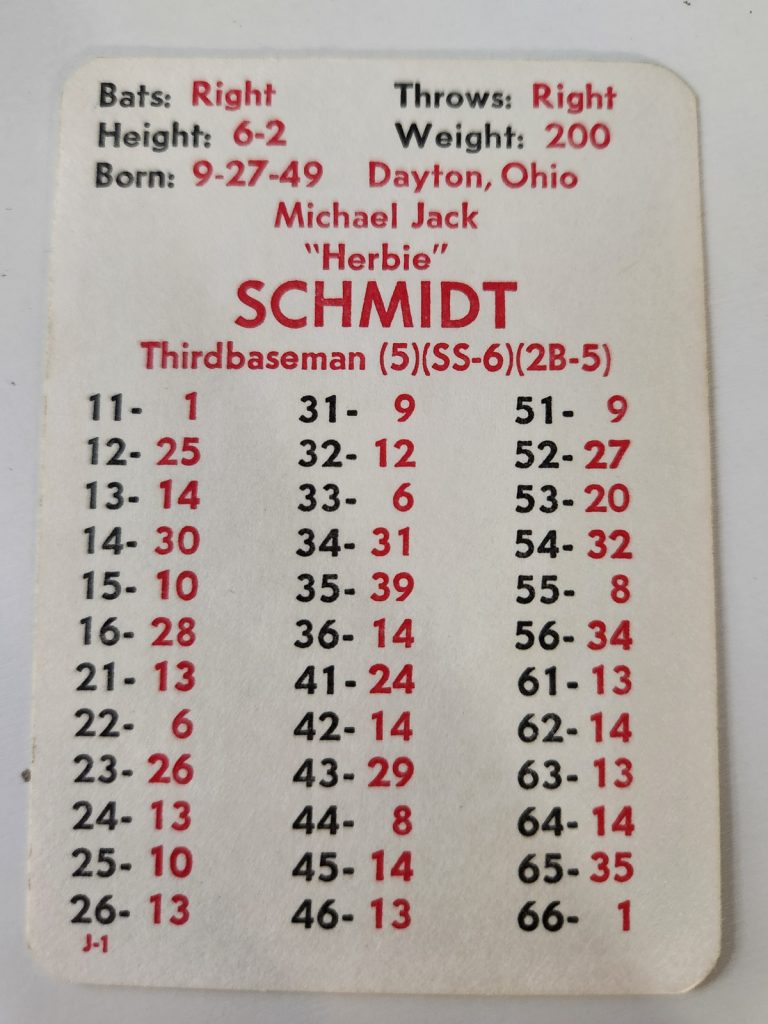 Bats: Right Throws: Right
Height: 6-2 Weight: 200
Born: 9-27-49 Dayton, Ohio
Michael Jack
"Herbie"
SCHMIDT
Thirdbaseman (5)(SS-6)(2B-5)
11- 1 31- 9 51- 9
12- 25 32- 12 52- 27
13- 14 33- 6 53- 20
14- 30 34- 31 54- 32
15- 10 35- 39 55- 8
16- 28 36- 14 56- 34
21- 13 41- 24 61- 13
22- 6 42- 14 62- 14
23- 26 43- 29 63- 13
24- 13 44- 8 64- 14
25- 10 45- 14 65- 35
26- 13 46- 13 66- 1
J-1